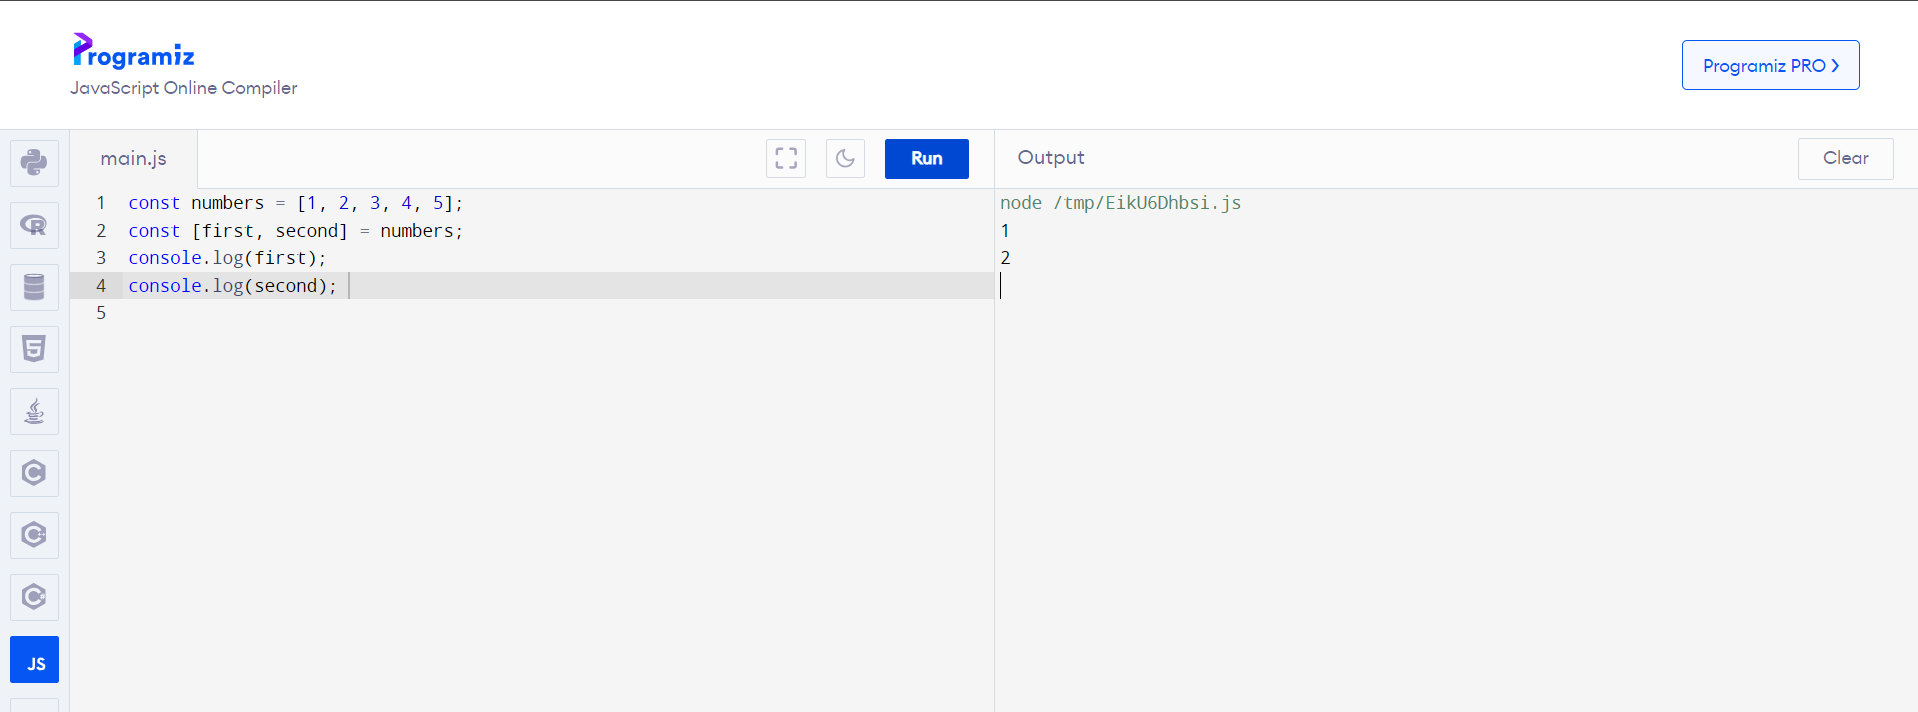 Programiz
JavaScript Online Compiler
Programiz PRO
main.js
Run
Output
Clear
1 const numbers = [1, 2, 3, 4, 5];
2 const [first, second] = numbers;
3 console.log(first);
4 console.log(second);
5
node /tmp/EikU6Dhbsi.js
1
2
R
5
C
C+
C#
JS